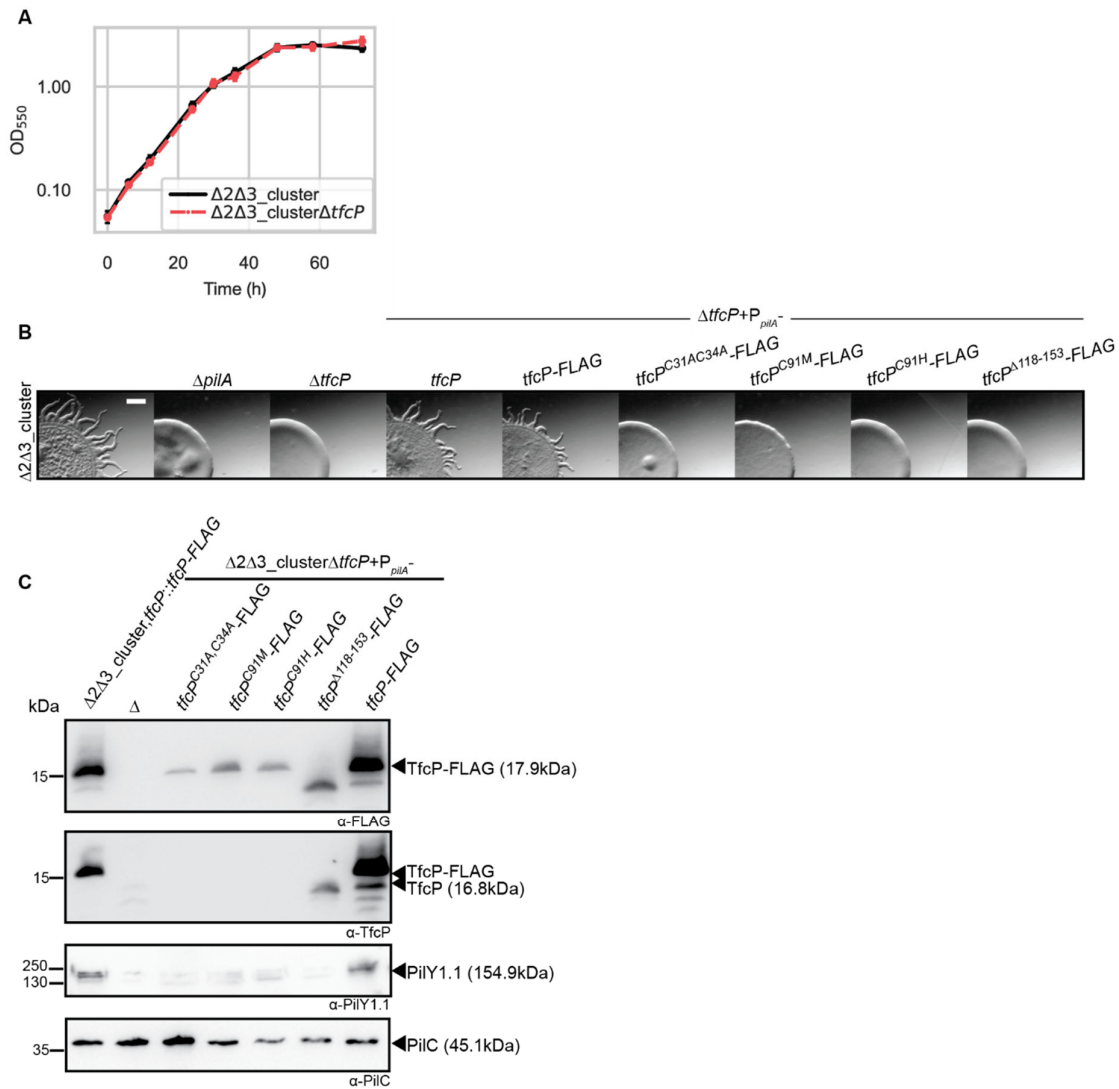 A
OD550
1.00
0.10
Δ2Δ3_cluster
Δ2Δ3_clusterΔtfcP
0 20 40 60
Time (h)
B
ΔtfcP+PpilA-
ΔpilA ΔtfcP tfcP tfcP-FLAG tfcPC31AC34A-FLAG tfcPC91M-FLAG tfcPC91H-FLAG tfcPΔ118-153-FLAG
Δ2Δ3_cluster
C
Δ2Δ3_clusterΔtfcP+PpilA-
Δ2Δ3_cluster,tfcP::tfcP-FLAG Δ tfcPC31A,C34A-FLAG tfcPC91M-FLAG tfcPC91H-FLAG tfcPΔ118-153-FLAG tfcP-FLAG
kDa
15
TfcP-FLAG (17.9kDa)
α-FLAG
15
TfcP-FLAG
TfcP (16.8kDa)
α-TfcP
250
130
PilY1.1 (154.9kDa)
α-PilY1.1
35
PilC (45.1kDa)
α-PilC